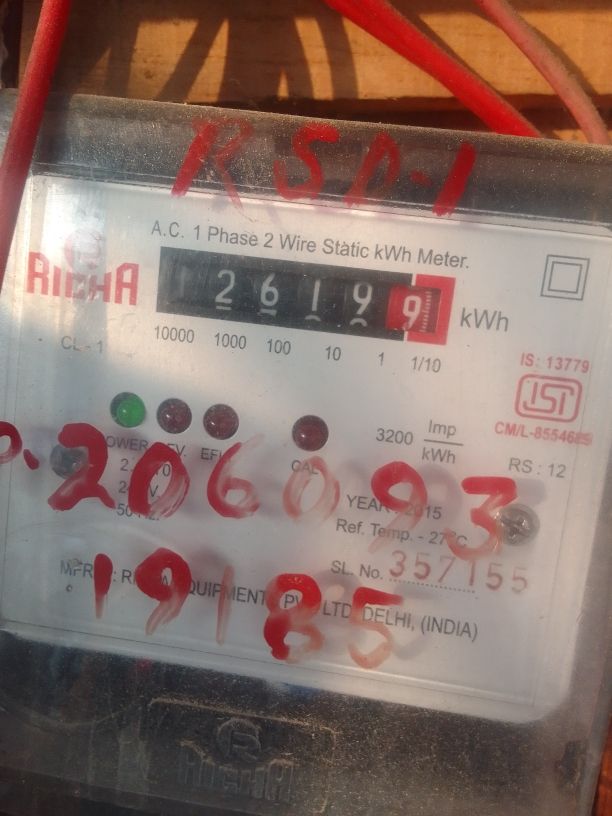 RSD-1
A.C. 1 Phase 2 Wire Static kWh Meter.
RICHA
12619 9 kWh
10000 1000 100 10 1 1/10
CL-1
IS: 13779
ISI
CM/L-8554685
3200 Imp/kWh
RS: 12
CAL
P.206093
YEAR 2015
Ref. Temp. - 27°C
SL. No. 357155
19185
LTD. DELHI, (INDIA)
RICHA